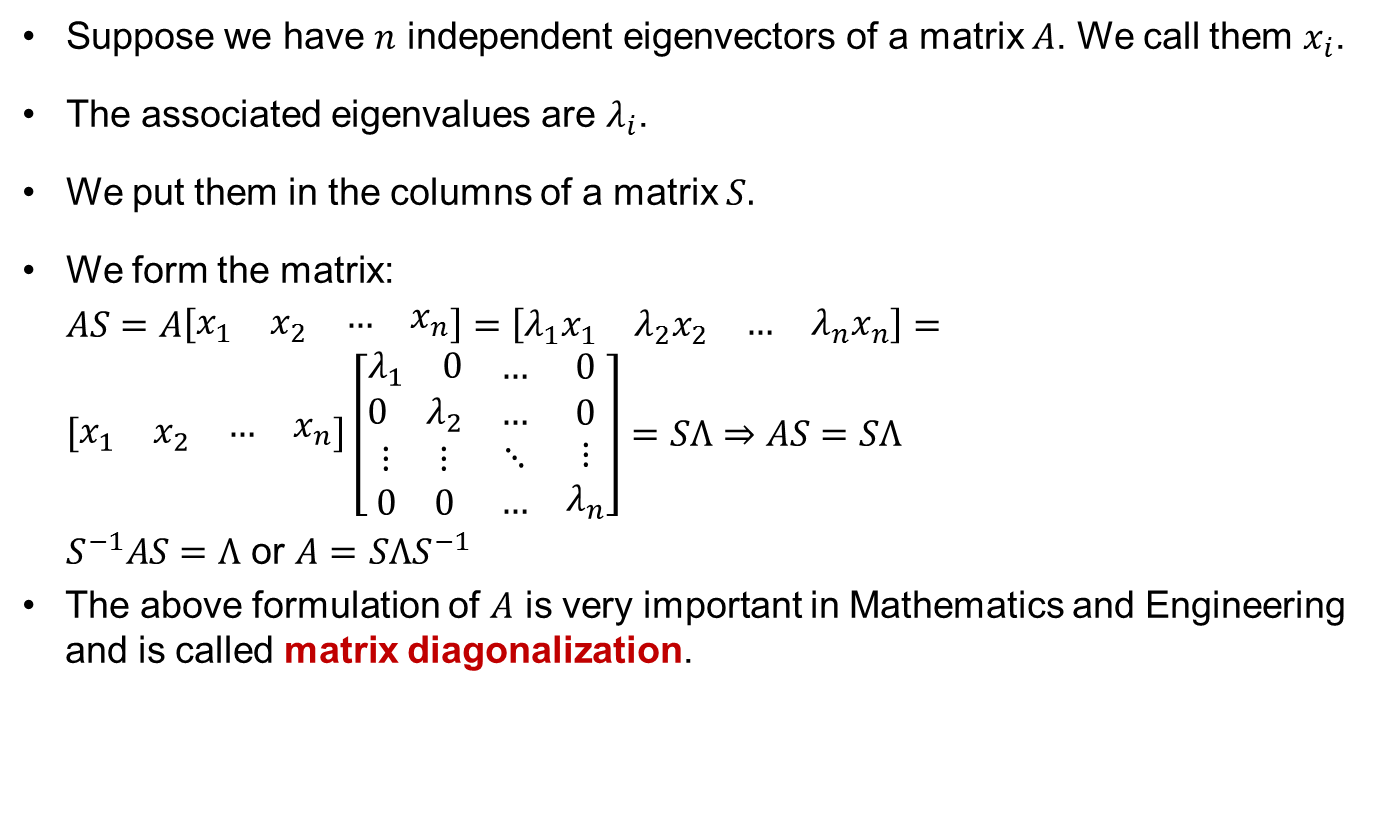 • Suppose we have 𝑛 independent eigenvectors of a matrix 𝐴. We call them 𝑥ᵢ.
• The associated eigenvalues are 𝜆ᵢ.
• We put them in the columns of a matrix 𝑆.
• We form the matrix:
𝐴𝑆 = 𝐴[𝑥₁ 𝑥₂ … 𝑥ₙ] = [𝜆₁𝑥₁ 𝜆₂𝑥₂ … 𝜆ₙ𝑥ₙ] =
[𝑥₁ 𝑥₂ … 𝑥ₙ] [𝜆₁ 0 … 0; 0 𝜆₂ … 0; ⋮ ⋮ ⋱ ⋮; 0 0 … 𝜆ₙ] = 𝑆Λ ⇒ 𝐴𝑆 = 𝑆Λ
𝑆⁻¹𝐴𝑆 = Λ or 𝐴 = 𝑆Λ𝑆⁻¹
• The above formulation of 𝐴 is very important in Mathematics and Engineering
and is called matrix diagonalization.